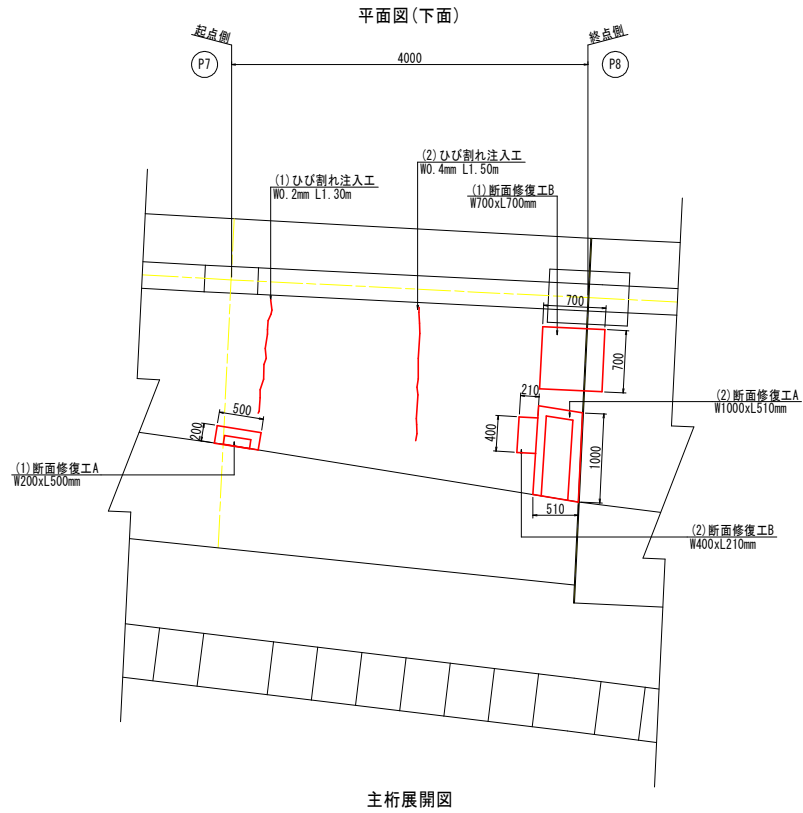 平面図(下面)
起点側
終点側
P7
4000
P8
(2)ひび割れ注入工
W0.4mm L1.50m
(1)ひび割れ注入工
W0.2mm L1.30m
(1)断面修復工B
W700xL700mm
700
700
210
(2)断面修復工A
W1000xL510mm
500
200
400
1000
(1)断面修復工A
W200xL500mm
510
(2)断面修復工B
W400xL210mm
主桁展開図